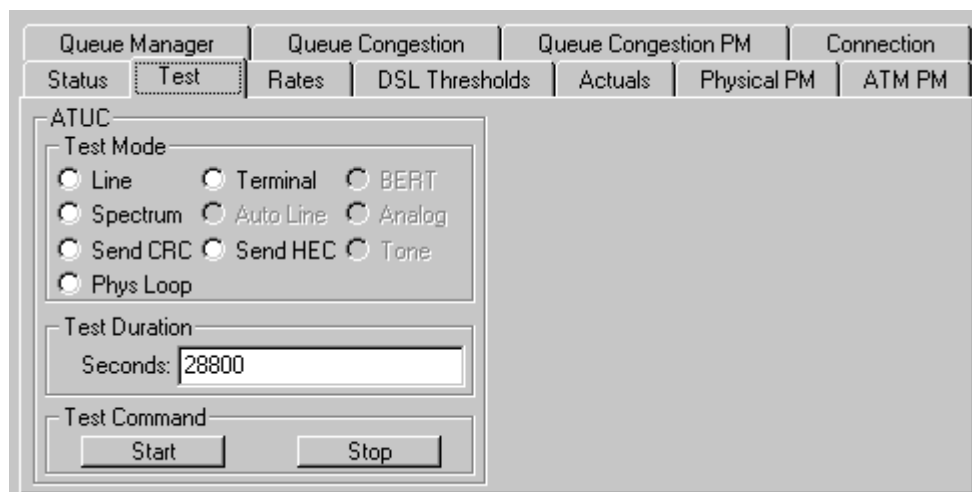 Queue Manager Queue Congestion Queue Congestion PM Connection
Status Test Rates DSL Thresholds Actuals Physical PM ATM PM
ATUC
Test Mode
Line Terminal BERT
Spectrum Auto Line Analog
Send CRC Send HEC Tone
Phys Loop
Test Duration
Seconds: 28800
Test Command
Start Stop